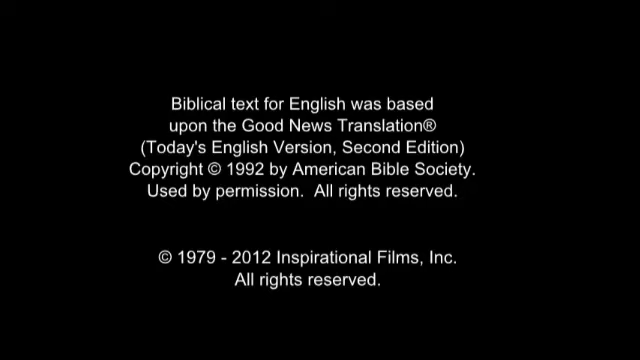 Biblical text for English was based
upon the Good News Translation®
(Today's English Version, Second Edition)
Copyright © 1992 by American Bible Society.
Used by permission.  All rights reserved.
© 1979 - 2012 Inspirational Films, Inc.
All rights reserved.